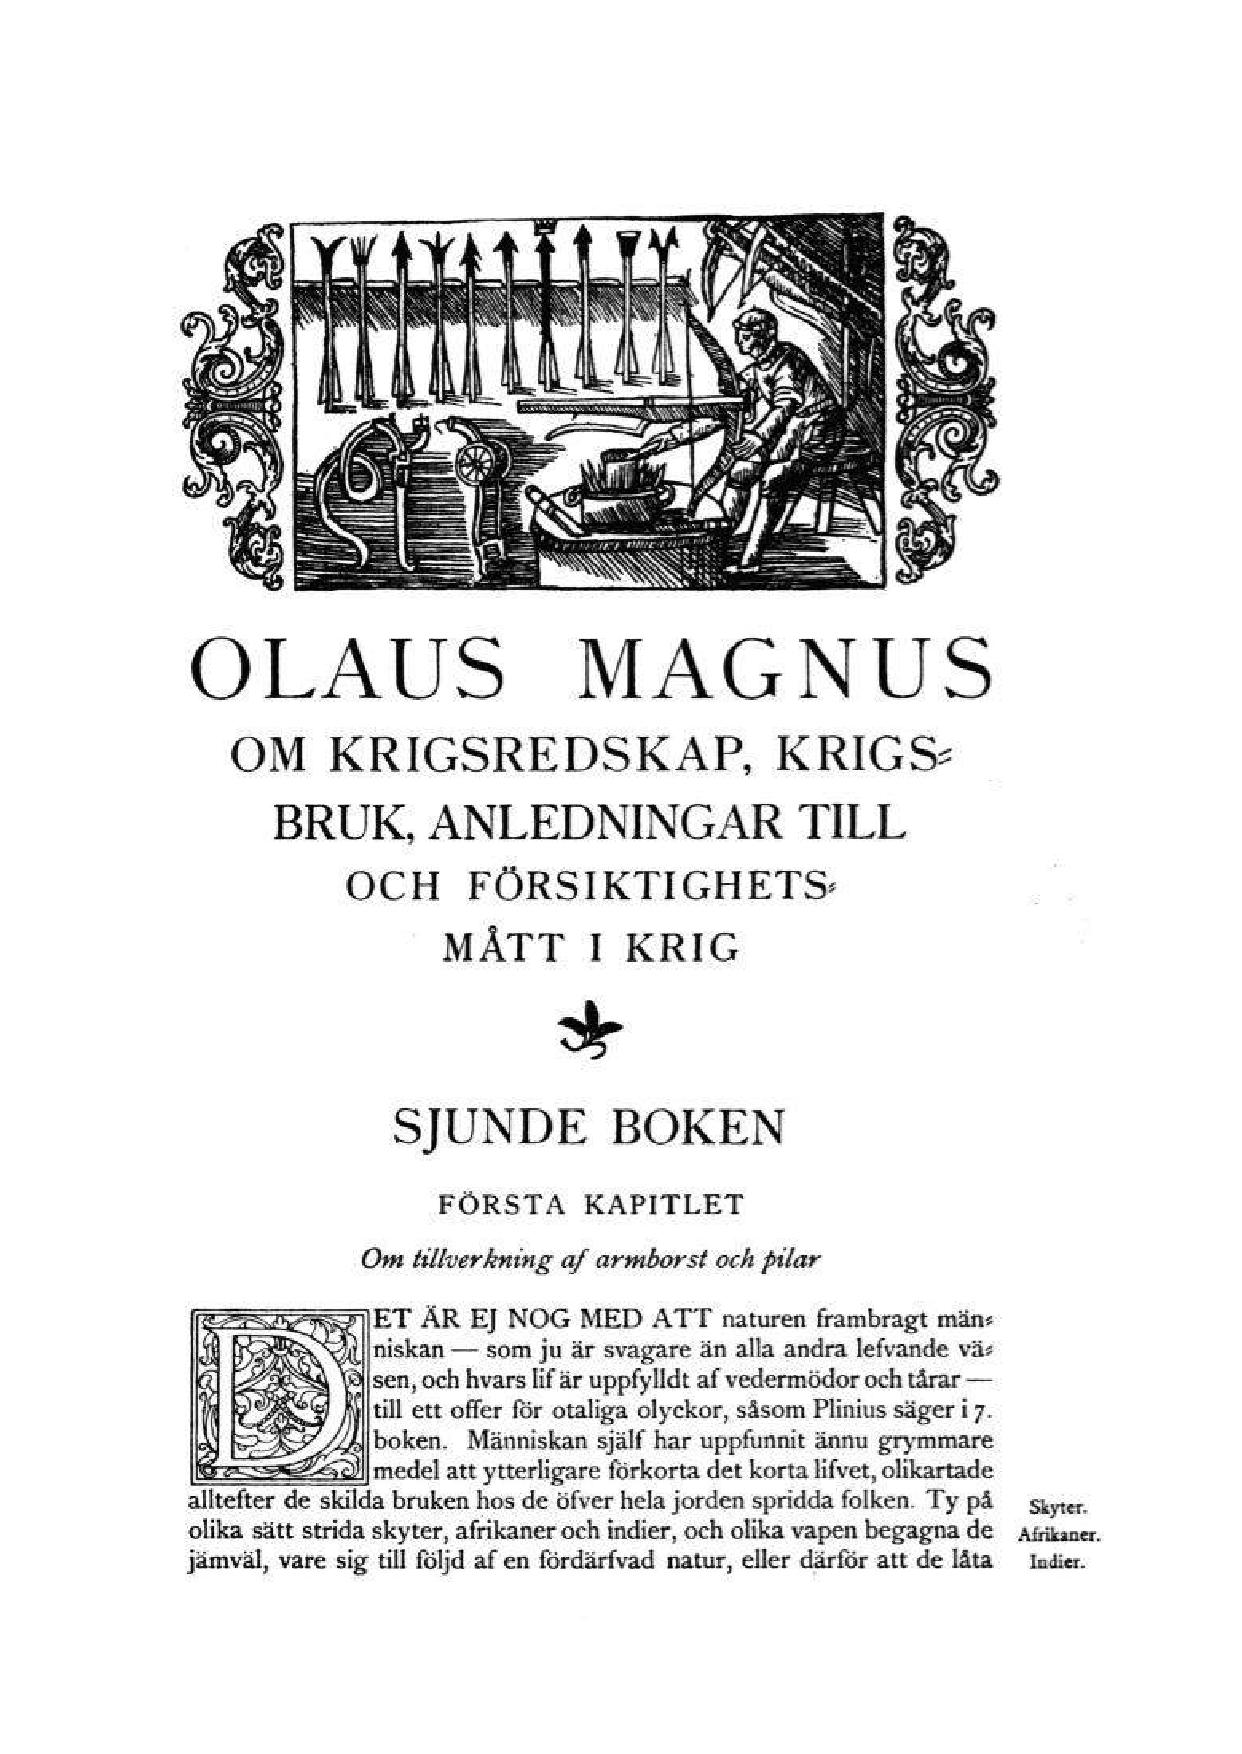 OLAUS MAGNUS
OM KRIGSREDSKAP, KRIGS-
BRUK, ANLEDNINGAR TILL
OCH FÖRSIKTIGHETS-
MÅTT I KRIG
SJUNDE BOKEN
FÖRSTA KAPITLET
Om tillverkning af armborst och pilar
DET ÄR EJ NOG MED ATT naturen frambragt män-
niskan — som ju är svagare än alla andra lefvande vä-
sen, och hvars lif är uppfylldt af vedermödor och tårar —
till ett offer för otaliga olyckor, såsom Plinius säger i 7.
boken. Människan själf har uppfunnit ännu grymmare
medel att ytterligare förkorta det korta lifvet, olikartade
alltefter de skilda bruken hos de öfver hela jorden spridda folken. Ty på
olika sätt strida skyter, afrikaner och indier, och olika vapen begagna de
jämväl, vare sig till följd af en fördärfvad natur, eller därför att de låta
Skyter.
Afrikaner.
Indier.